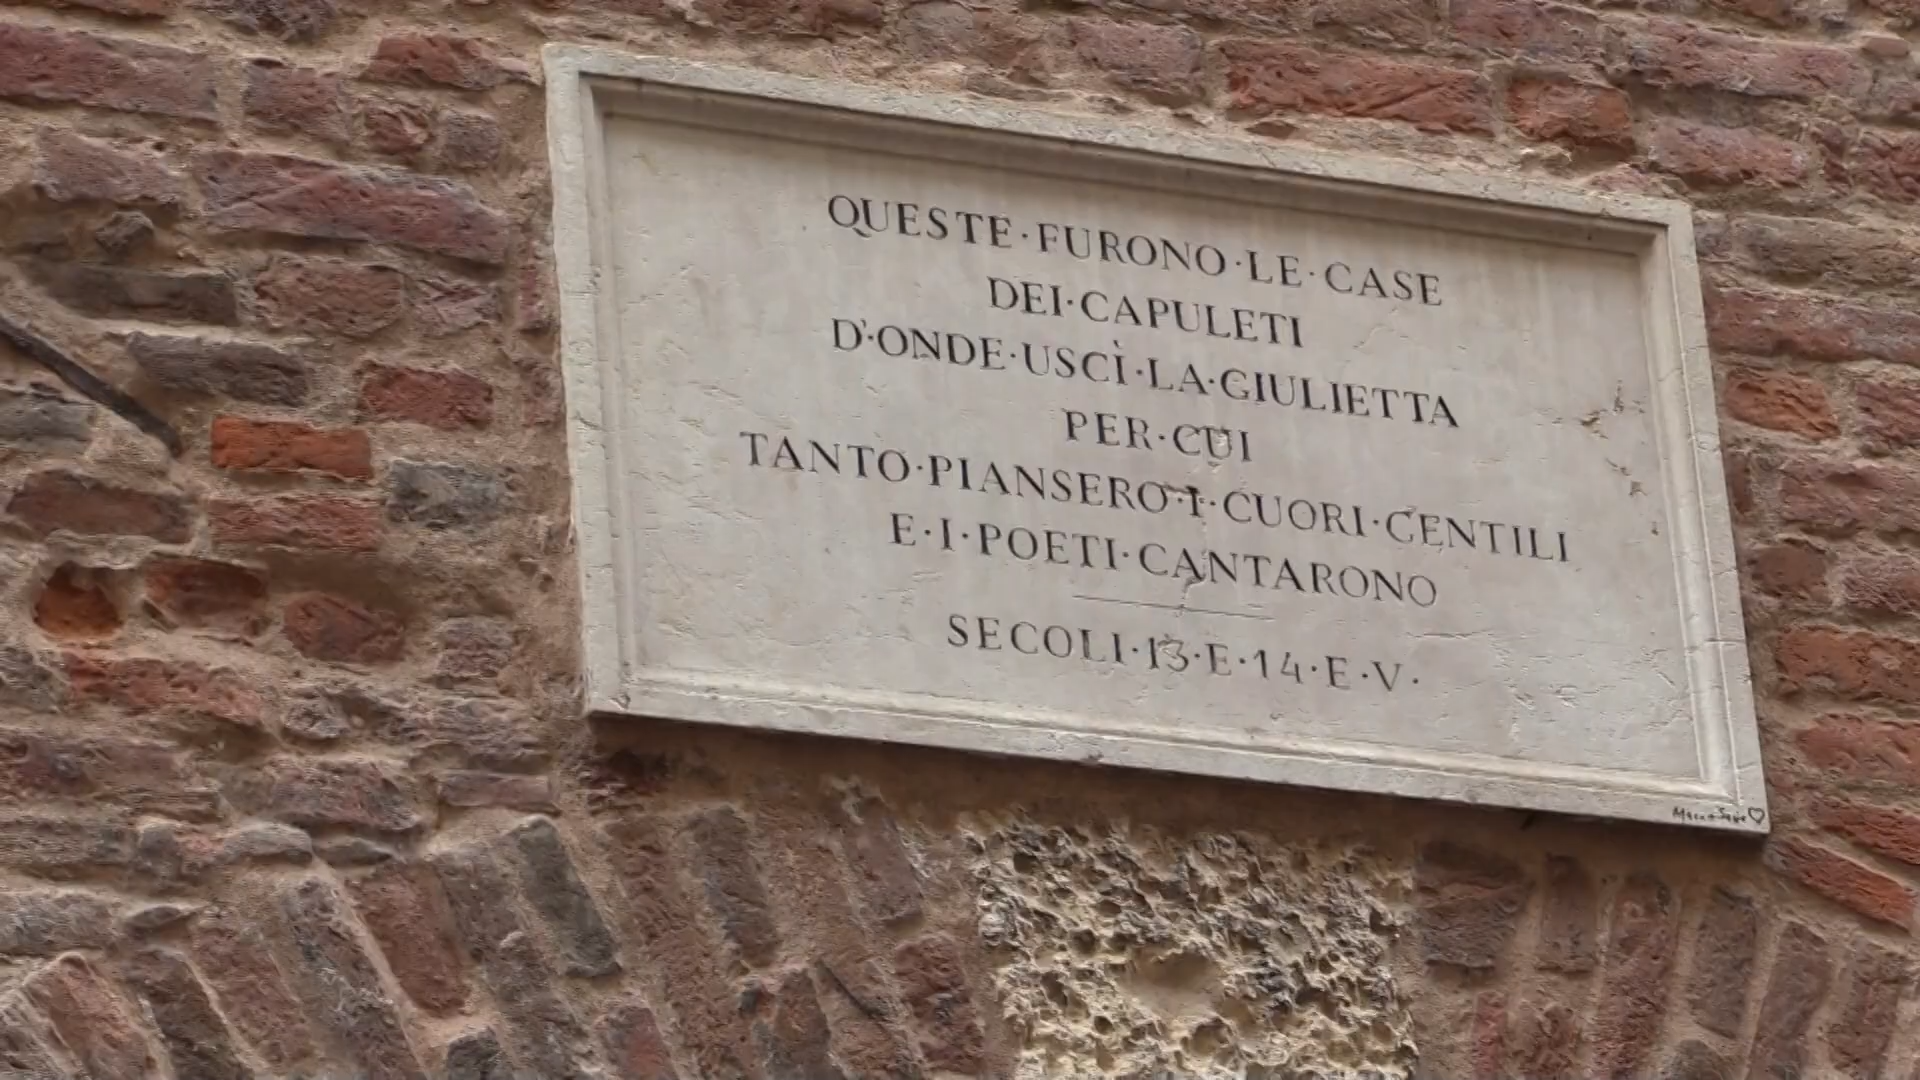 QUESTE·FURONO·LE·CASE
DEI·CAPULETI
D'·ONDE·USCÌ·LA·GIULIETTA
PER·CUI
TANTO·PIANSERO·I·CUORI·GENTILI
E·I·POETI·CANTARONO
SECOLI·13·E·14·E·V·